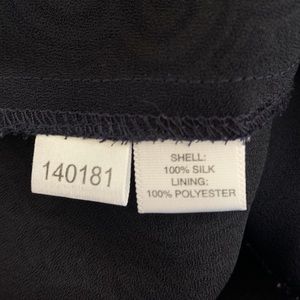 140181
SHELL:
100% SILK
LINING:
100% POLYESTER